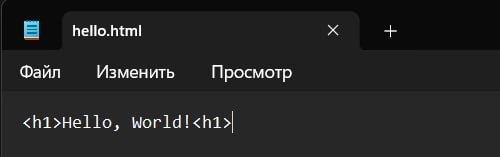 hello.html
Файл Изменить Просмотр
<h1>Hello, World!<h1>